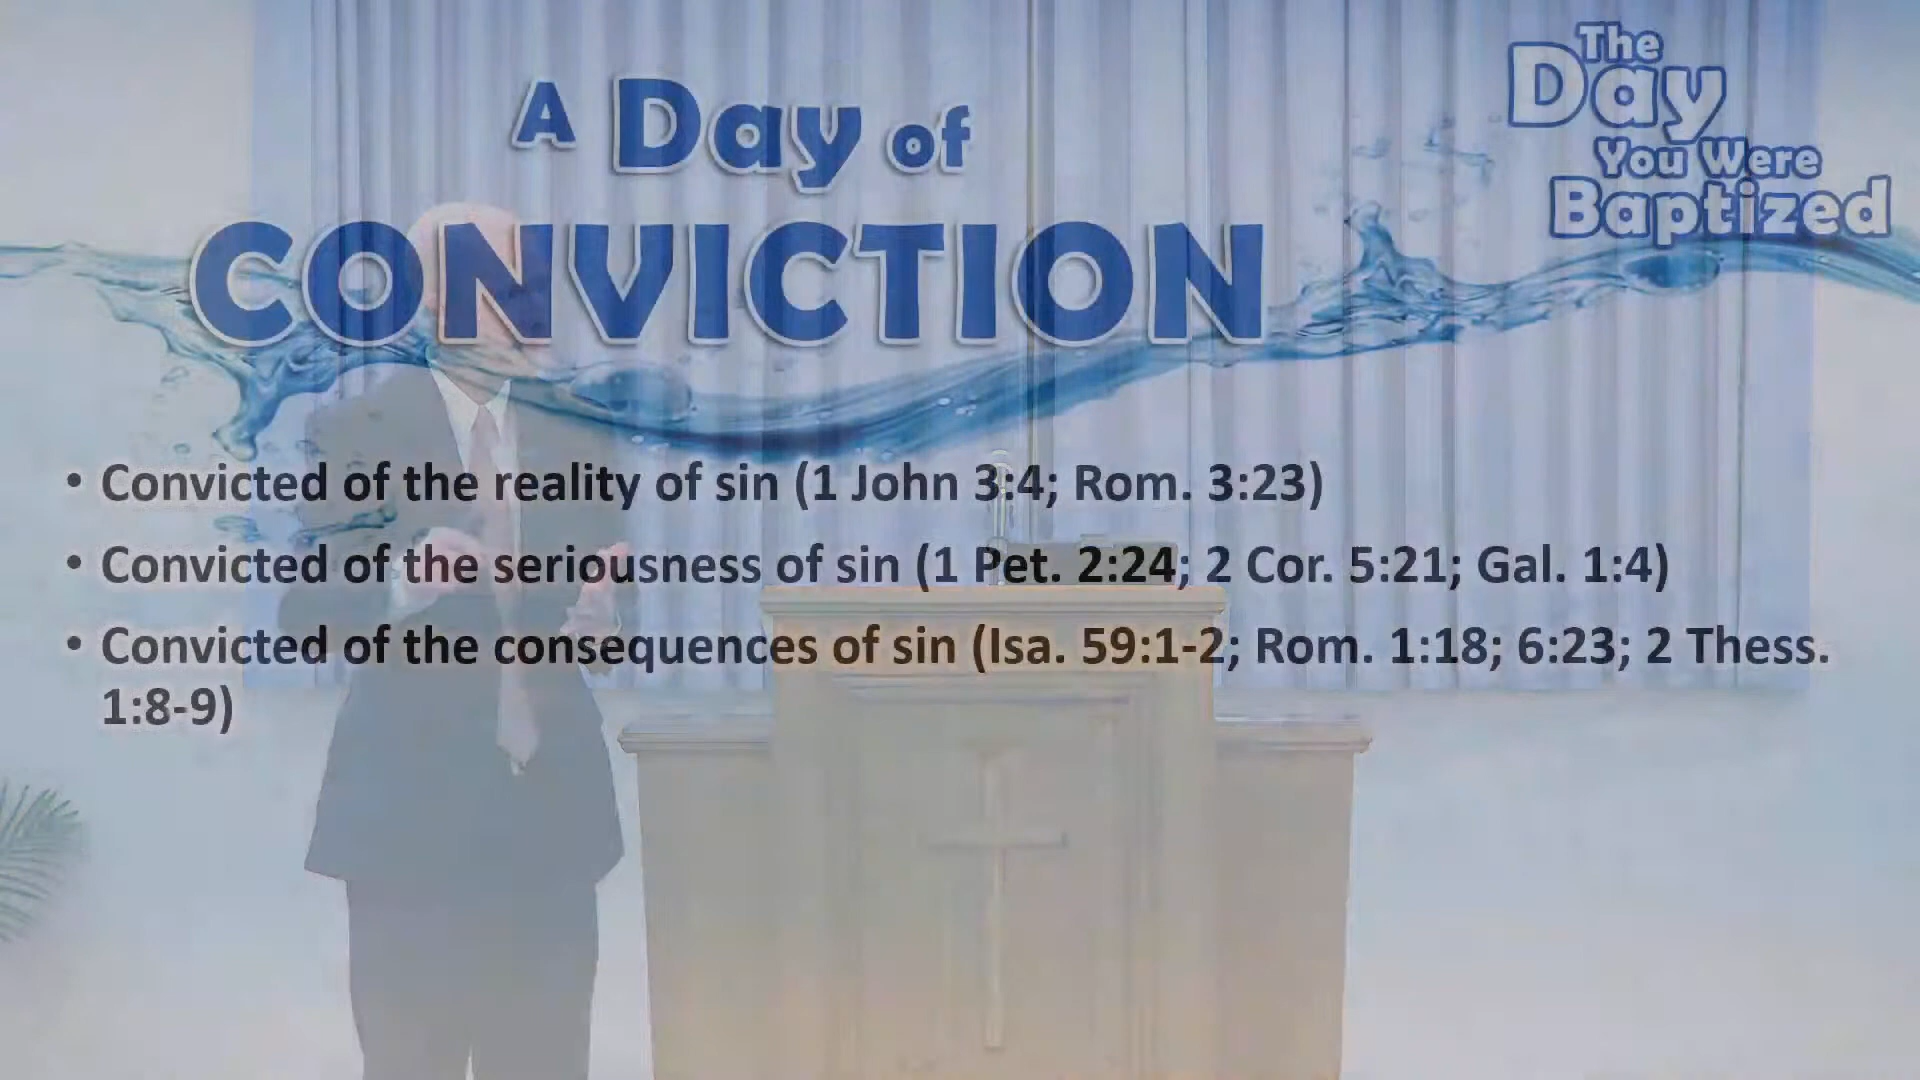 The
Day
You Were
Baptized
A Day of
CONVICTION
• Convicted of the reality of sin (1 John 3:4; Rom. 3:23)
• Convicted of the seriousness of sin (1 Pet. 2:24; 2 Cor. 5:21; Gal. 1:4)
• Convicted of the consequences of sin (Isa. 59:1-2; Rom. 1:18; 6:23; 2 Thess.
1:8-9)